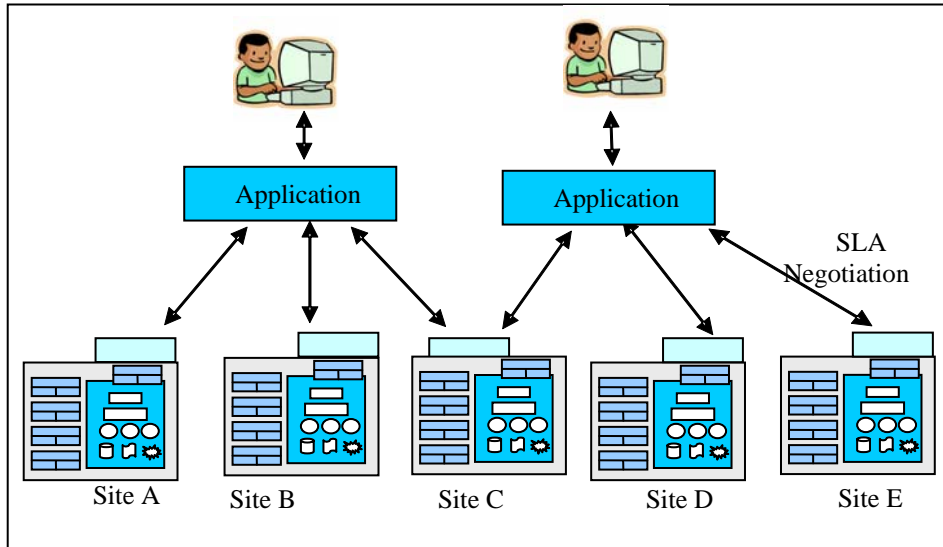 Application
Application
SLA
Negotiation
Site A
Site B
Site C
Site D
Site E